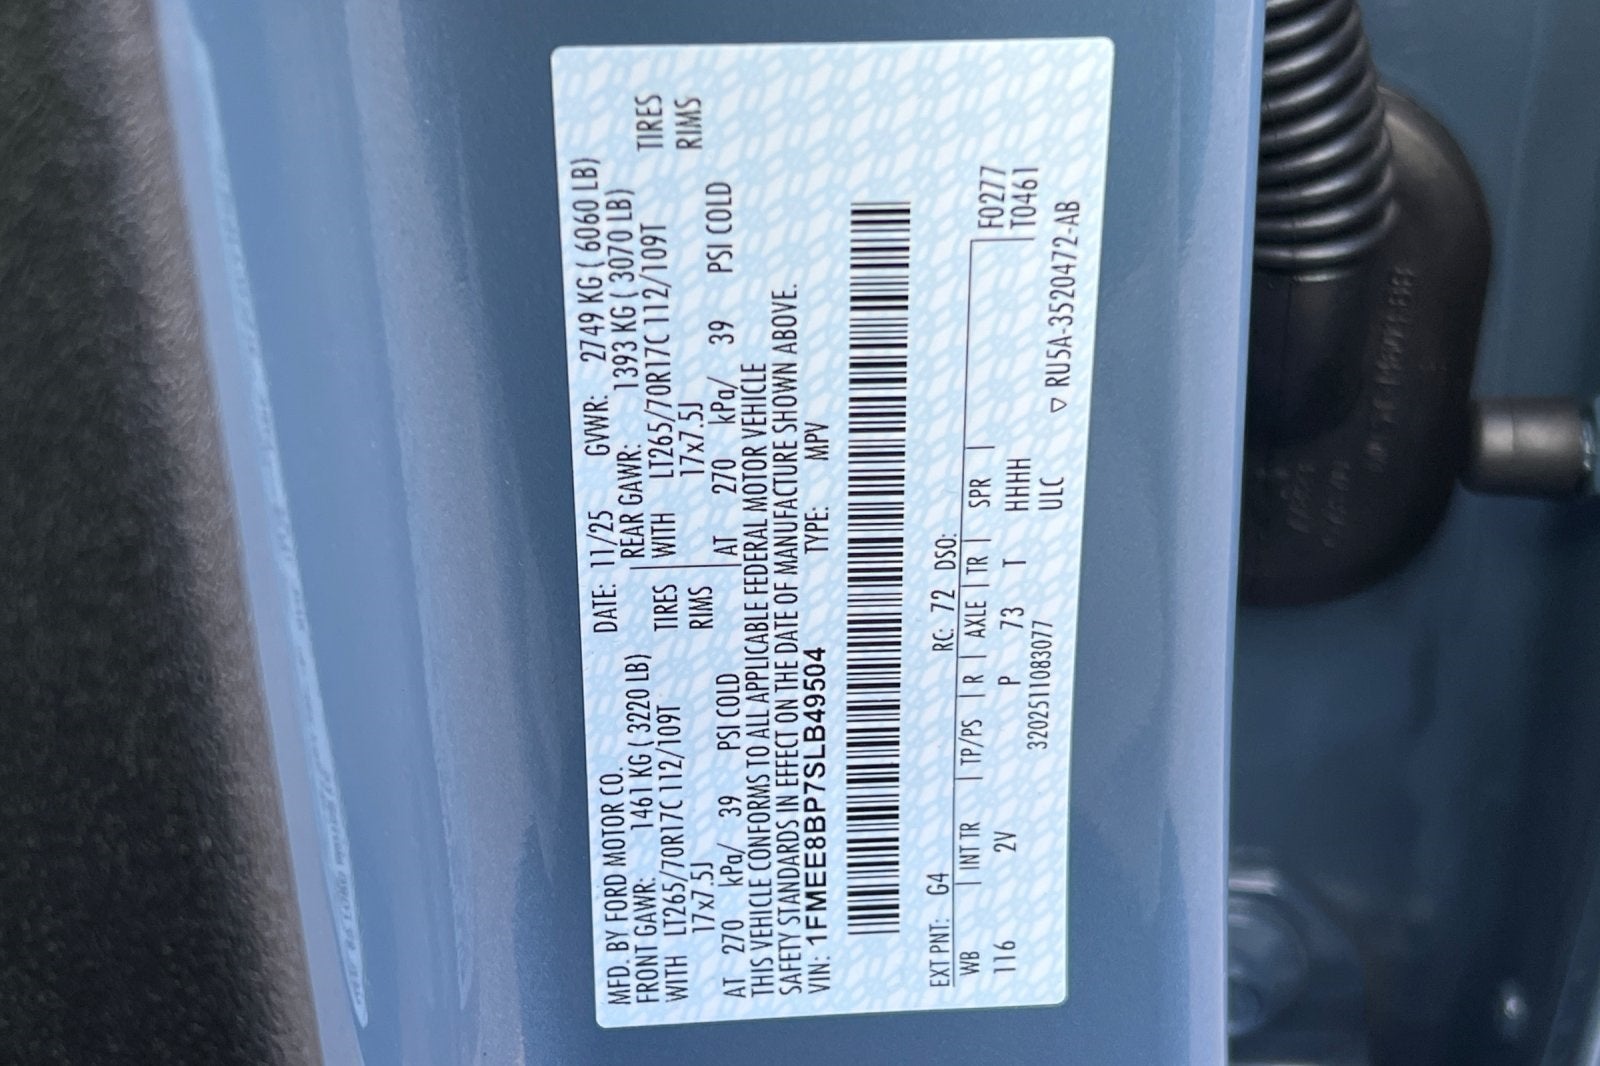 MFD. BY FORD MOTOR CO. DATE: 11/25 GVWR: 2749 KG ( 6060 LB)
FRONT GAWR: 1461 KG ( 3220 LB) REAR GAWR: 1393 KG ( 3070 LB)
WITH LT265/70R17C 112/109T TIRES WITH LT265/70R17C 112/109T TIRES
17x7.5J RIMS 17x7.5J RIMS
AT 270 kPa/ 39 PSI COLD AT 270 kPa/ 39 PSI COLD
THIS VEHICLE CONFORMS TO ALL APPLICABLE FEDERAL MOTOR VEHICLE
SAFETY STANDARDS IN EFFECT ON THE DATE OF MANUFACTURE SHOWN ABOVE.
VIN: 1FMEE8BP7SLB49504 TYPE: MPV
EXT PNT: G4 RC: 72 DSO:
WB INT TR TP/PS R AXLE TR SPR F0277
116 2V P 73 T HHHH T0461
3202511083077 ULC
▽ RU5A-3520472-AB